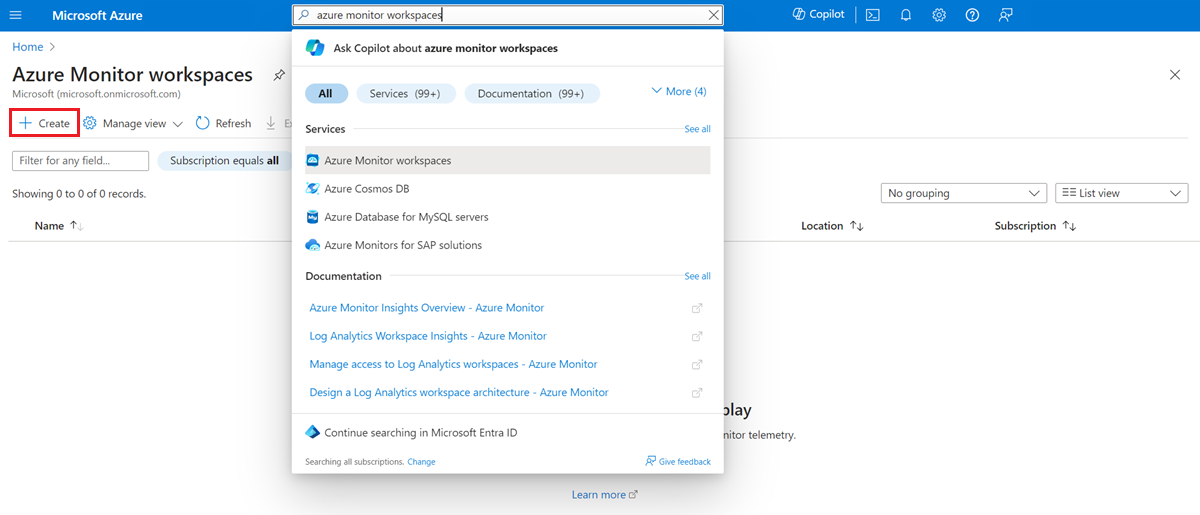 Microsoft Azure
azure monitor workspaces
Copilot
Home
Ask Copilot about azure monitor workspaces
Azure Monitor workspaces
Microsoft (microsoft.onmicrosoft.com)
All
Services (99+)
Documentation (99+)
More (4)
Create
Manage view
Refresh
Services
See all
Filter for any field...
Subscription equals all
Azure Monitor workspaces
Azure Cosmos DB
Azure Database for MySQL servers
Azure Monitors for SAP solutions
Showing 0 to 0 of 0 records.
No grouping
List view
Name
Location
Subscription
Documentation
See all
Azure Monitor Insights Overview - Azure Monitor
Log Analytics Workspace Insights - Azure Monitor
Manage access to Log Analytics workspaces - Azure Monitor
Design a Log Analytics workspace architecture - Azure Monitor
Continue searching in Microsoft Entra ID
telemetry.
Searching all subscriptions. Change
Give feedback
Learn more